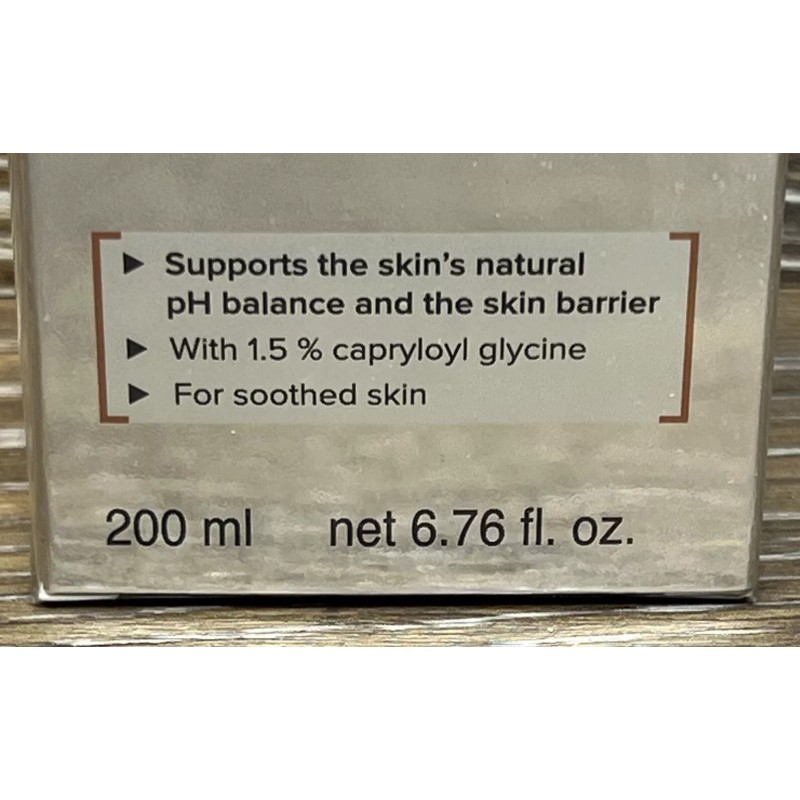 ► Supports the skin's natural
pH balance and the skin barrier
► With 1.5 % capryloyl glycine
► For soothed skin
200 ml net 6.76 fl. oz.